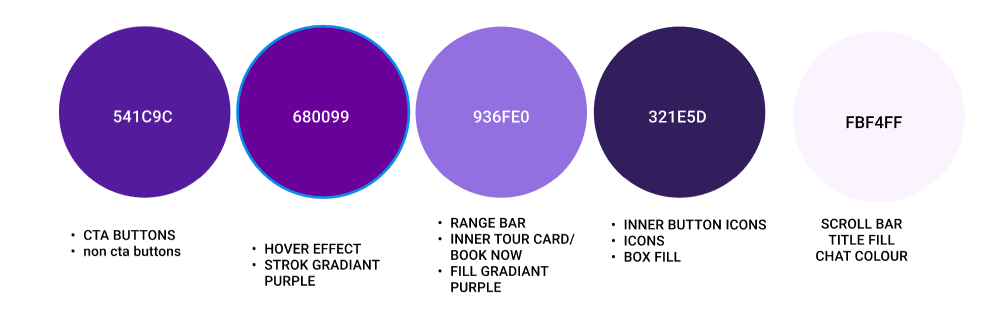 541C9C
680099
936FE0
321E5D
FBF4FF
• CTA BUTTONS
• non cta buttons
• HOVER EFFECT
• STROK GRADIANT
PURPLE
• RANGE BAR
• INNER TOUR CARD/
BOOK NOW
• FILL GRADIANT
PURPLE
• INNER BUTTON ICONS
• ICONS
• BOX FILL
SCROLL BAR
TITLE FILL
CHAT COLOUR